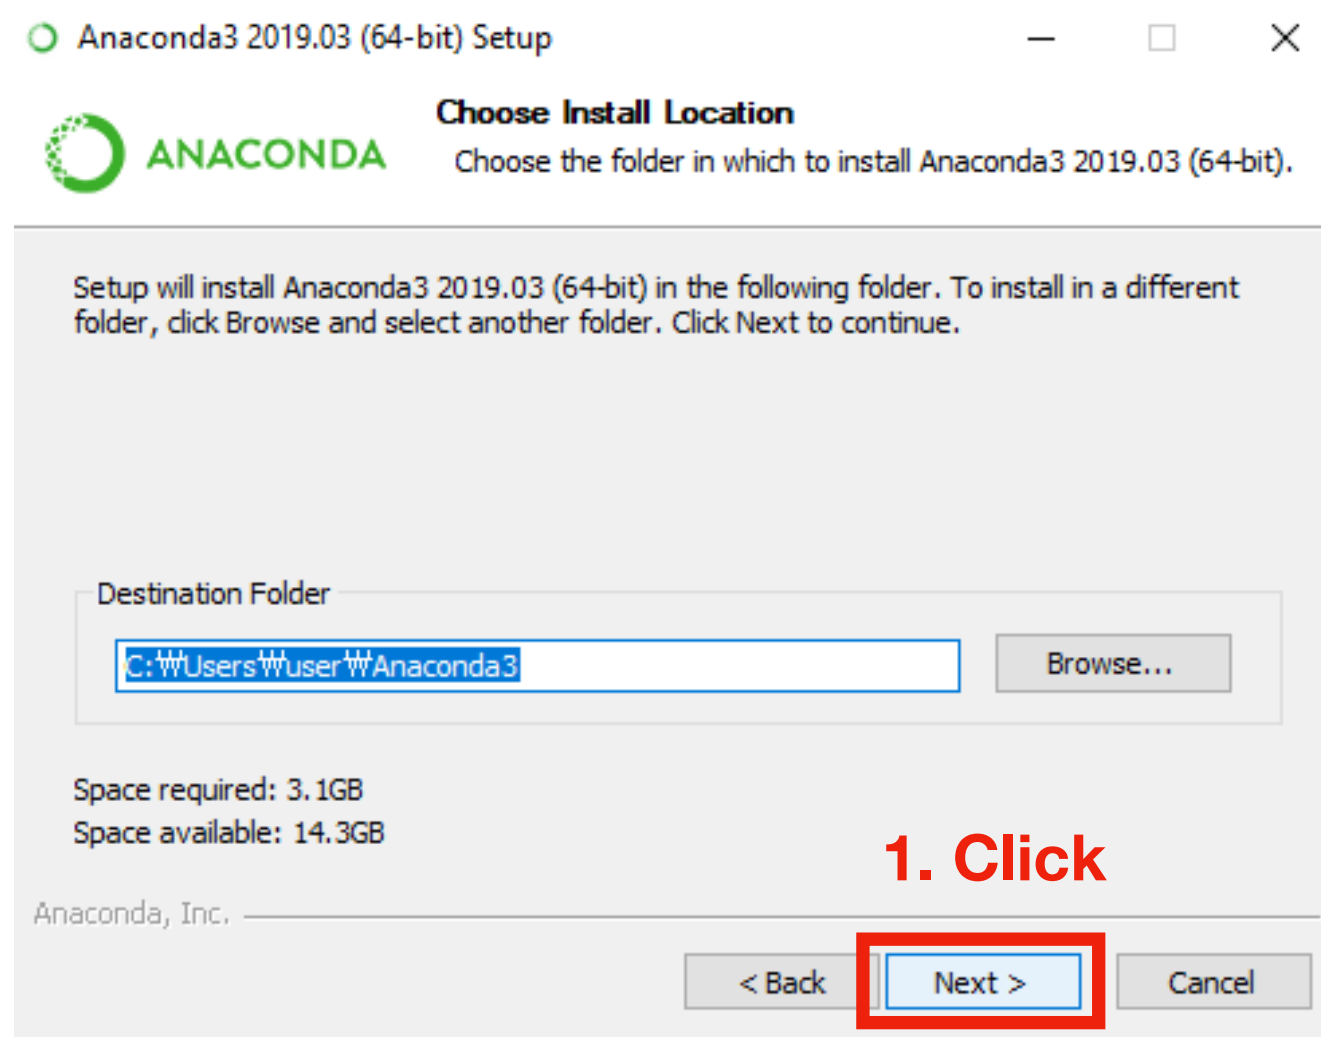 Anaconda3 2019.03 (64-bit) Setup
ANACONDA
Choose Install Location
Choose the folder in which to install Anaconda3 2019.03 (64-bit).
Setup will install Anaconda3 2019.03 (64-bit) in the following folder. To install in a different
folder, click Browse and select another folder. Click Next to continue.
Destination Folder
C:₩Users₩user₩Anaconda3
Browse...
Space required: 3.1GB
Space available: 14.3GB
1. Click
Anaconda, Inc.
< Back
Next >
Cancel